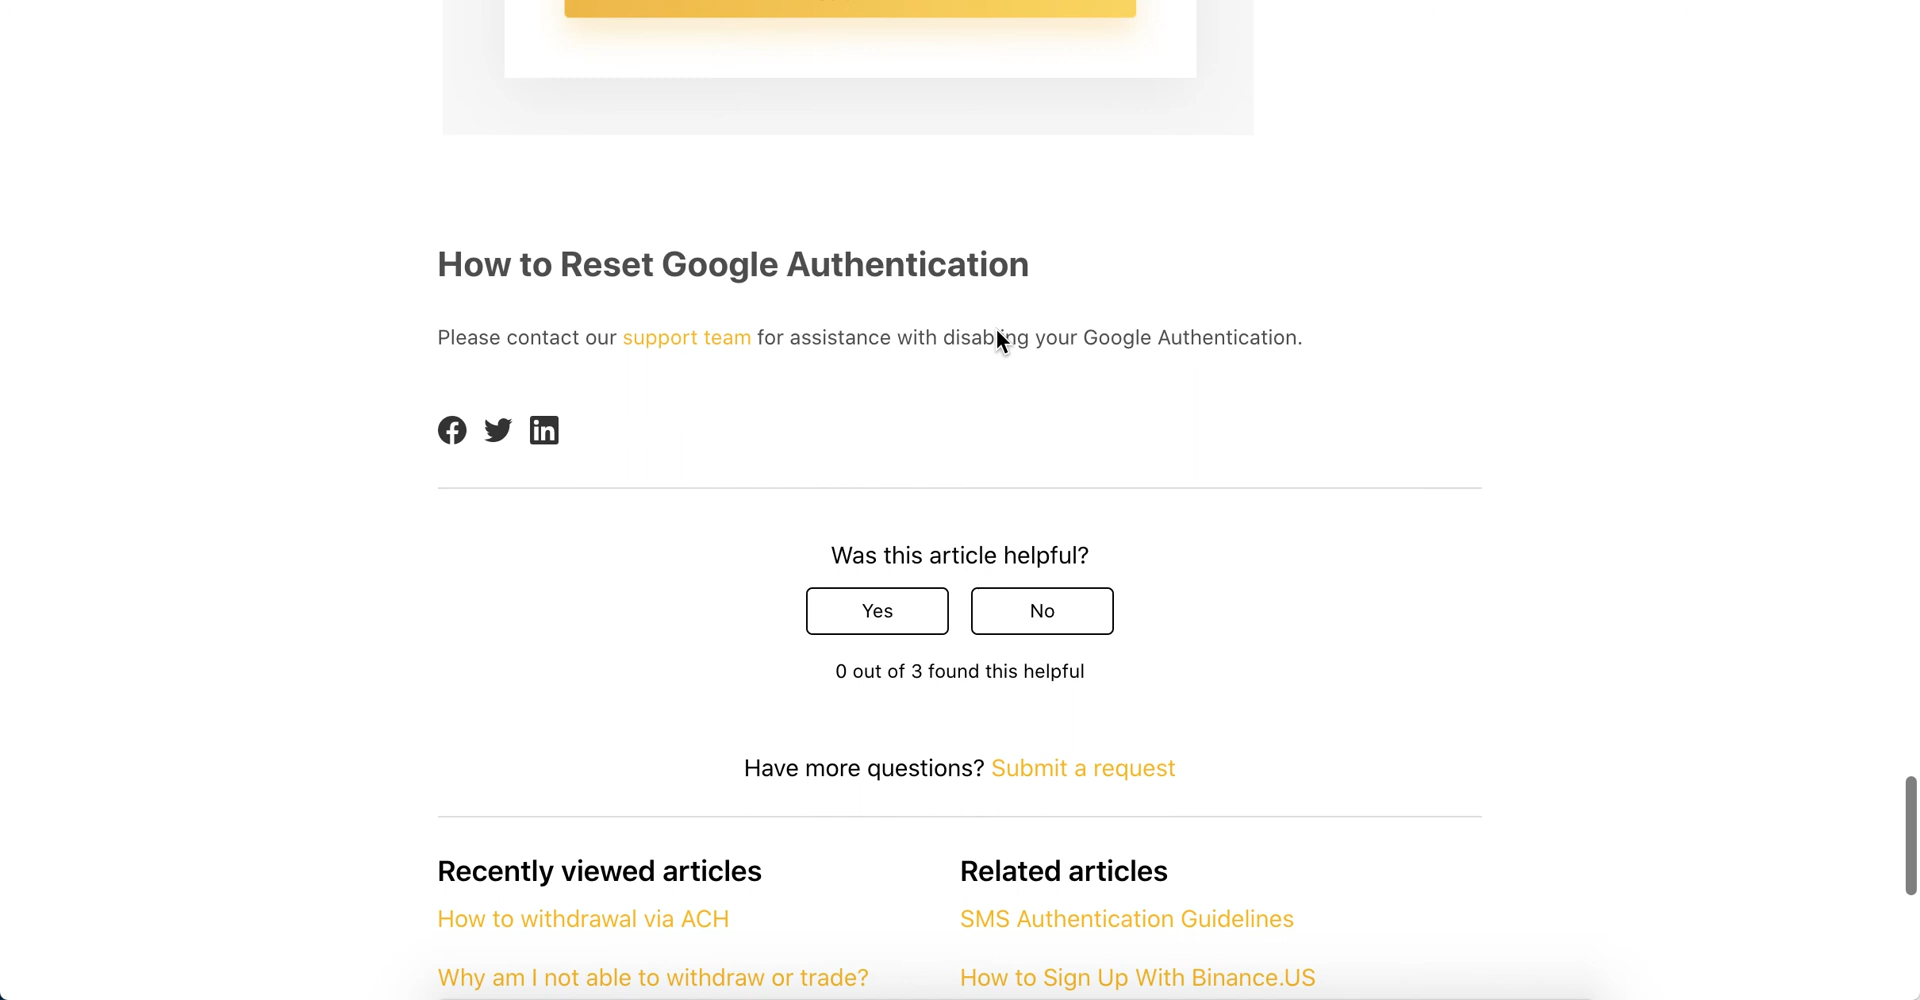 How to Reset Google Authentication
Please contact our support team for assistance with disabling your Google Authentication.
Was this article helpful?
Yes
No
0 out of 3 found this helpful
Have more questions? Submit a request
Recently viewed articles
How to withdrawal via ACH
Why am I not able to withdraw or trade?
Related articles
SMS Authentication Guidelines
How to Sign Up With Binance.US